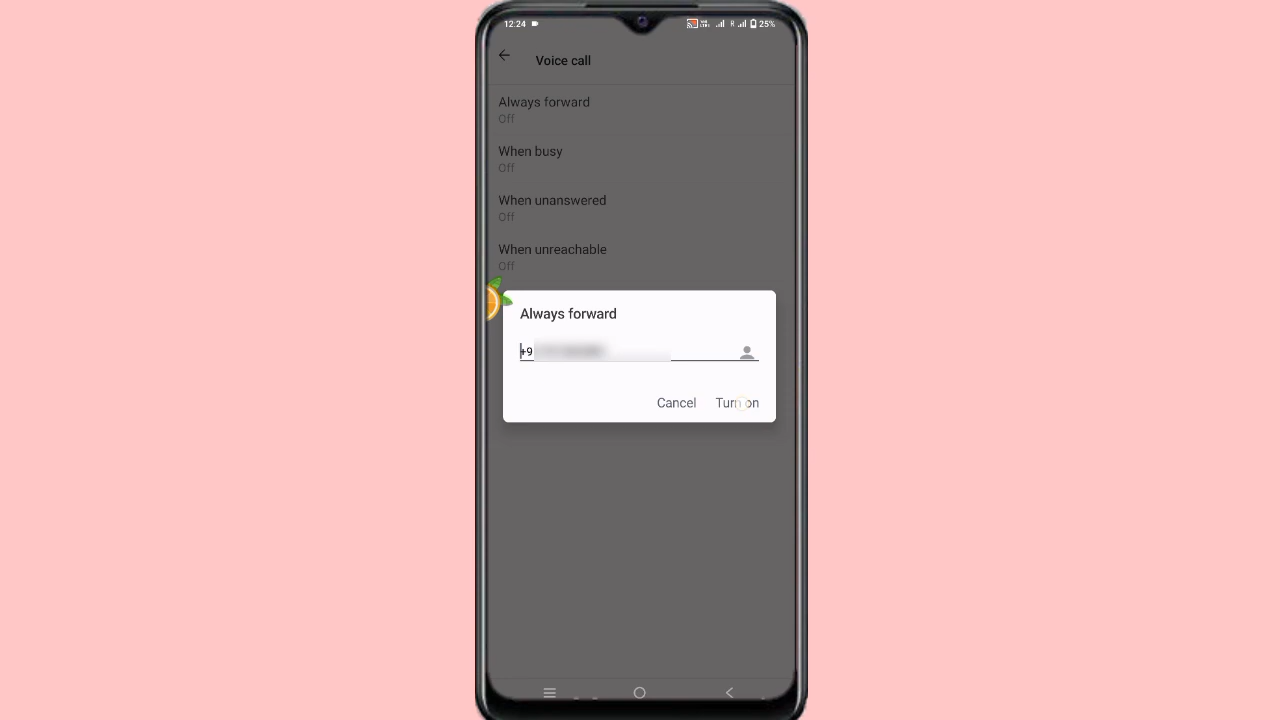 12:24 25%
Voice call
Always forward
Off
When busy
Off
When unanswered
Off
When unreachable
Off
Always forward
+9
Cancel Turn on